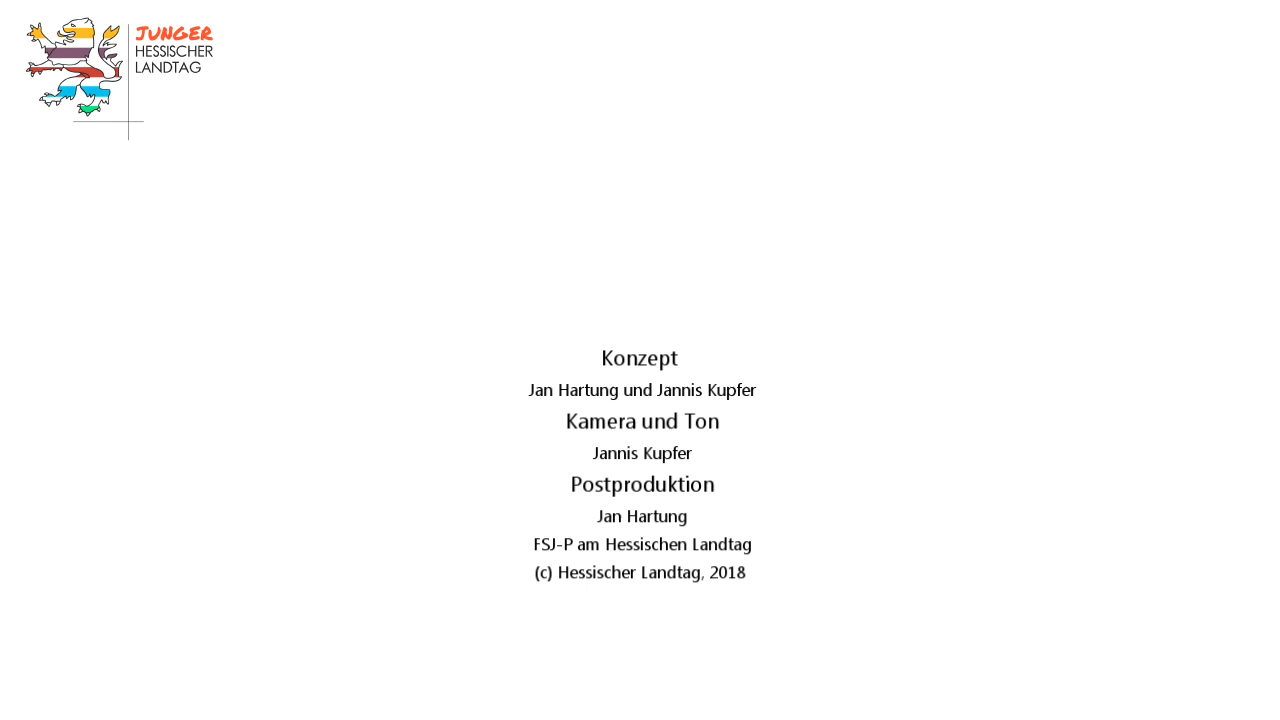 JUNGER
HESSISCHER
LANDTAG
Konzept
Jan Hartung und Jannis Kupfer
Kamera und Ton
Jannis Kupfer
Postproduktion
Jan Hartung
FSJ-P am Hessischen Landtag
(c) Hessischer Landtag, 2018